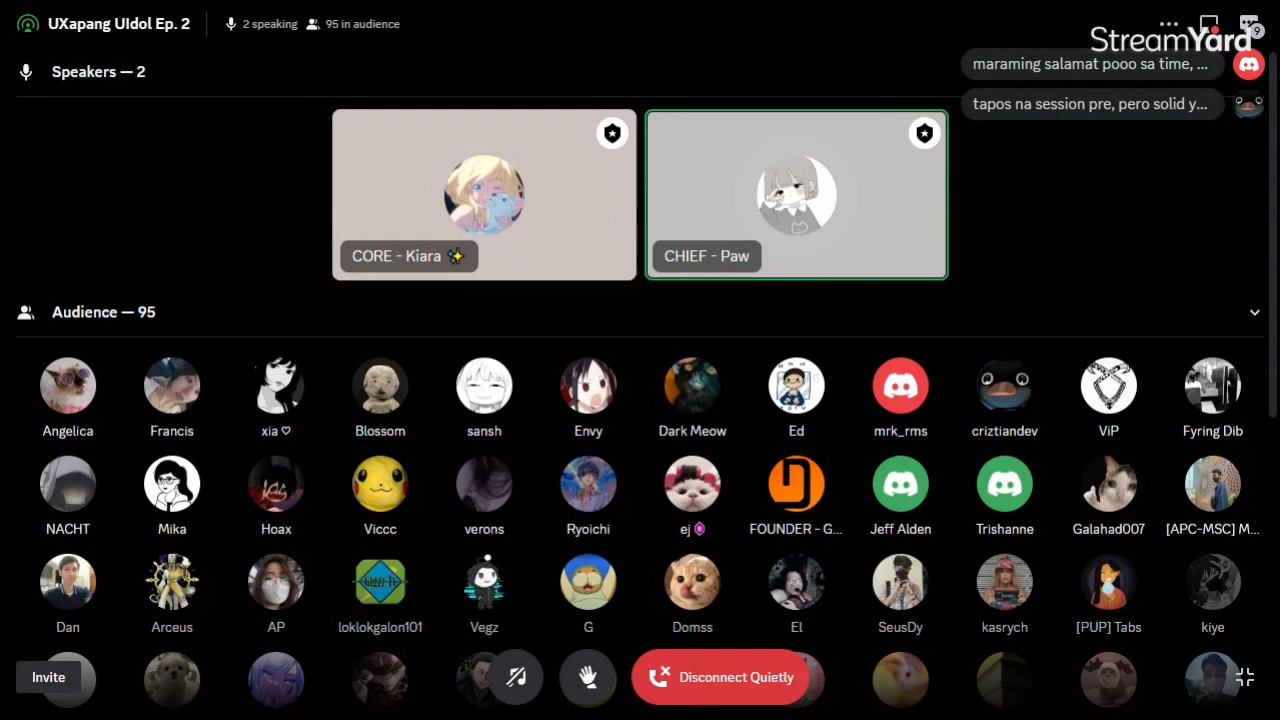 UXapang UIdol Ep. 2
2 speaking
95 in audience
9
StreamYard
Speakers — 2
maraming salamat pooo sa time, ...
tapos na session pre, pero solid y...
CORE - Kiara ✨
CHIEF - Paw
Audience — 95
Angelica
Francis
xia ♡
Blossom
sansh
Envy
Dark Meow
Ed
mrk_rms
criztiandev
ViP
Fyring Dib
NACHT
Mika
Hoax
Viccc
verons
Ryoichi
ej
FOUNDER - G...
Jeff Alden
Trishanne
Galahad007
[APC-MSC] M...
Dan
Arceus
AP
loklokgalon101
Vegz
G
Domss
El
SeusDy
kasrych
[PUP] Tabs
kiye
Invite
Disconnect Quietly